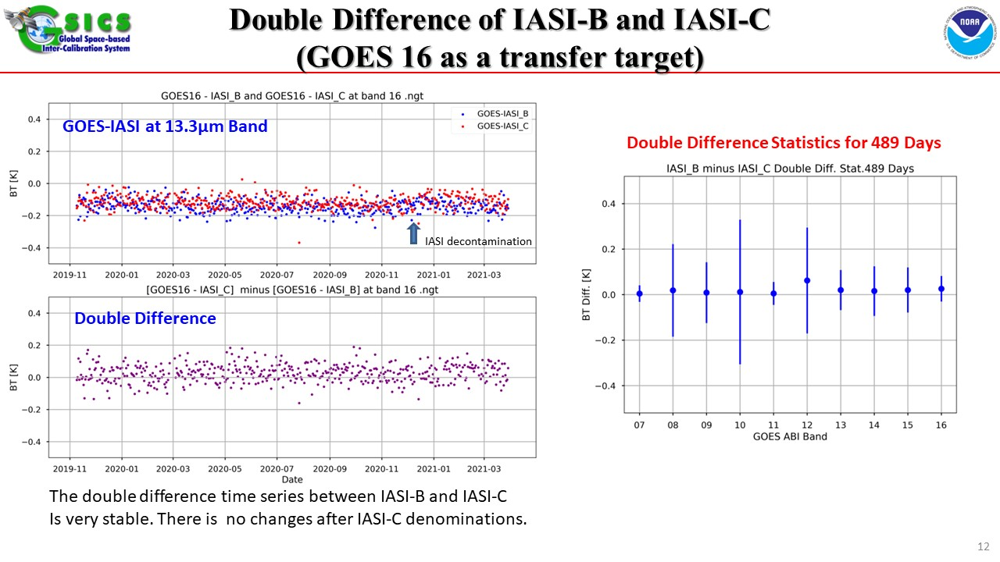 GSICS
Global Space-based
Inter-Calibration System
Double Difference of IASI-B and IASI-C
(GOES 16 as a transfer target)
NOAA
GOES16 - IASI_B and GOES16 - IASI_C at band 16 .ngt
GOES-IASI at 13.3µm Band
GOES-IASI_B
GOES-IASI_C
BT [K]
0.4
0.2
0.0
−0.2
−0.4
IASI decontamination
2019-11 2020-01 2020-03 2020-05 2020-07 2020-09 2020-11 2021-01 2021-03
[GOES16 - IASI_C] minus [GOES16 - IASI_B] at band 16 .ngt
Double Difference
BT [K]
0.4
0.2
0.0
−0.2
−0.4
2019-11 2020-01 2020-03 2020-05 2020-07 2020-09 2020-11 2021-01 2021-03
Date
The double difference time series between IASI-B and IASI-C
Is very stable. There is no changes after IASI-C denominations.
Double Difference Statistics for 489 Days
IASI_B minus IASI_C Double Diff. Stat.489 Days
BT Diff. [K]
0.4
0.2
0.0
−0.2
−0.4
07 08 09 10 11 12 13 14 15 16
GOES ABI Band
12